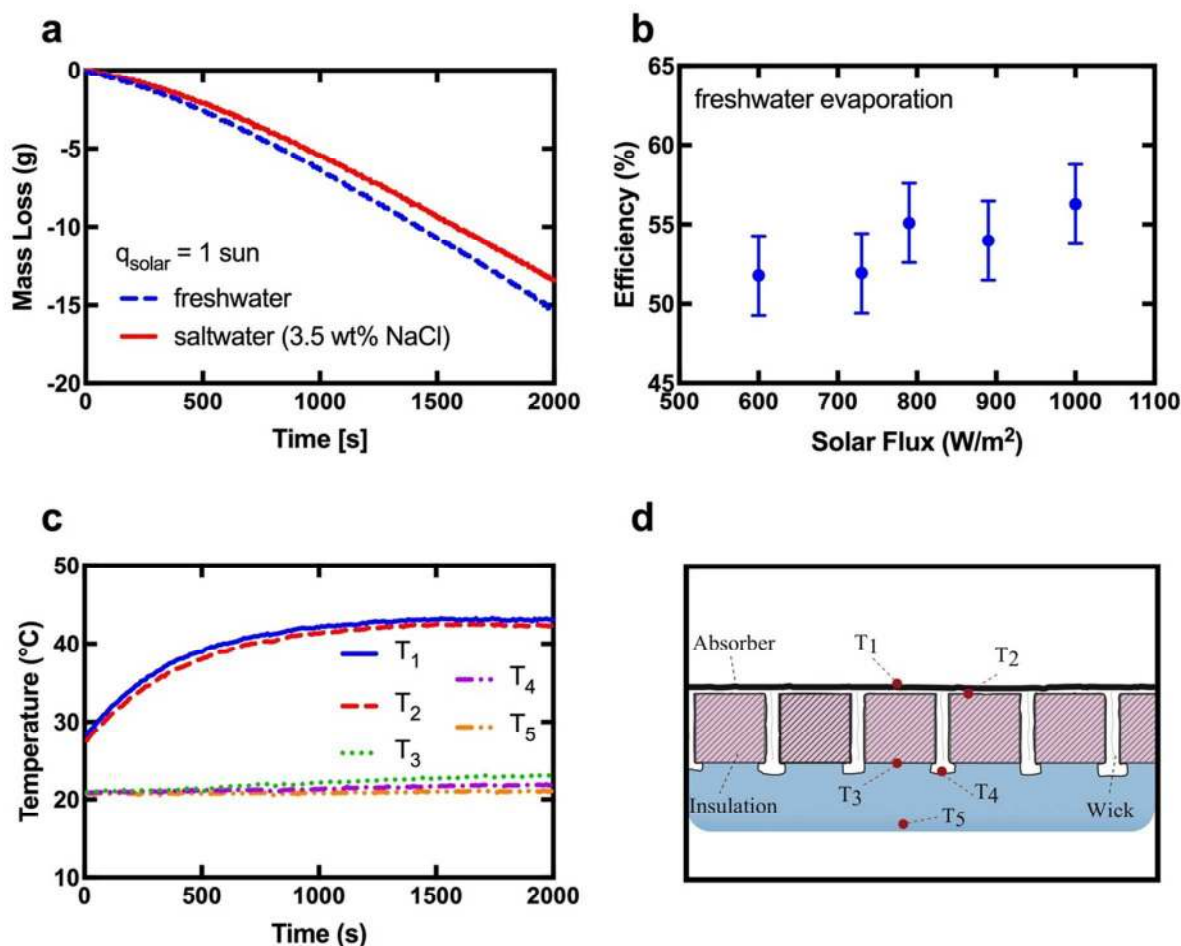 a
0
-5
-10
-15
-20
Mass Loss (g)
q_solar = 1 sun
freshwater
saltwater (3.5 wt% NaCl)
0 500 1000 1500 2000
Time [s]
b
65
60
55
50
45
Efficiency (%)
freshwater evaporation
500 600 700 800 900 1000 1100
Solar Flux (W/m²)
c
50
40
30
20
10
Temperature (°C)
T₁
T₂
T₃
T₄
T₅
0 500 1000 1500 2000
Time (s)
d
Absorber
T₁
T₂
Insulation
T₃
T₄
T₅
Wick